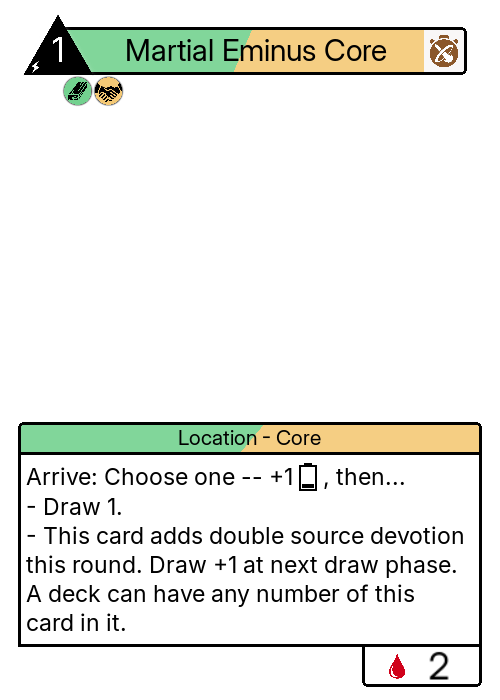 1
Martial Eminus Core
Location - Core
Arrive: Choose one -- +1 , then...
- Draw 1.
- This card adds double source devotion
this round. Draw +1 at next draw phase.
A deck can have any number of this
card in it.
2